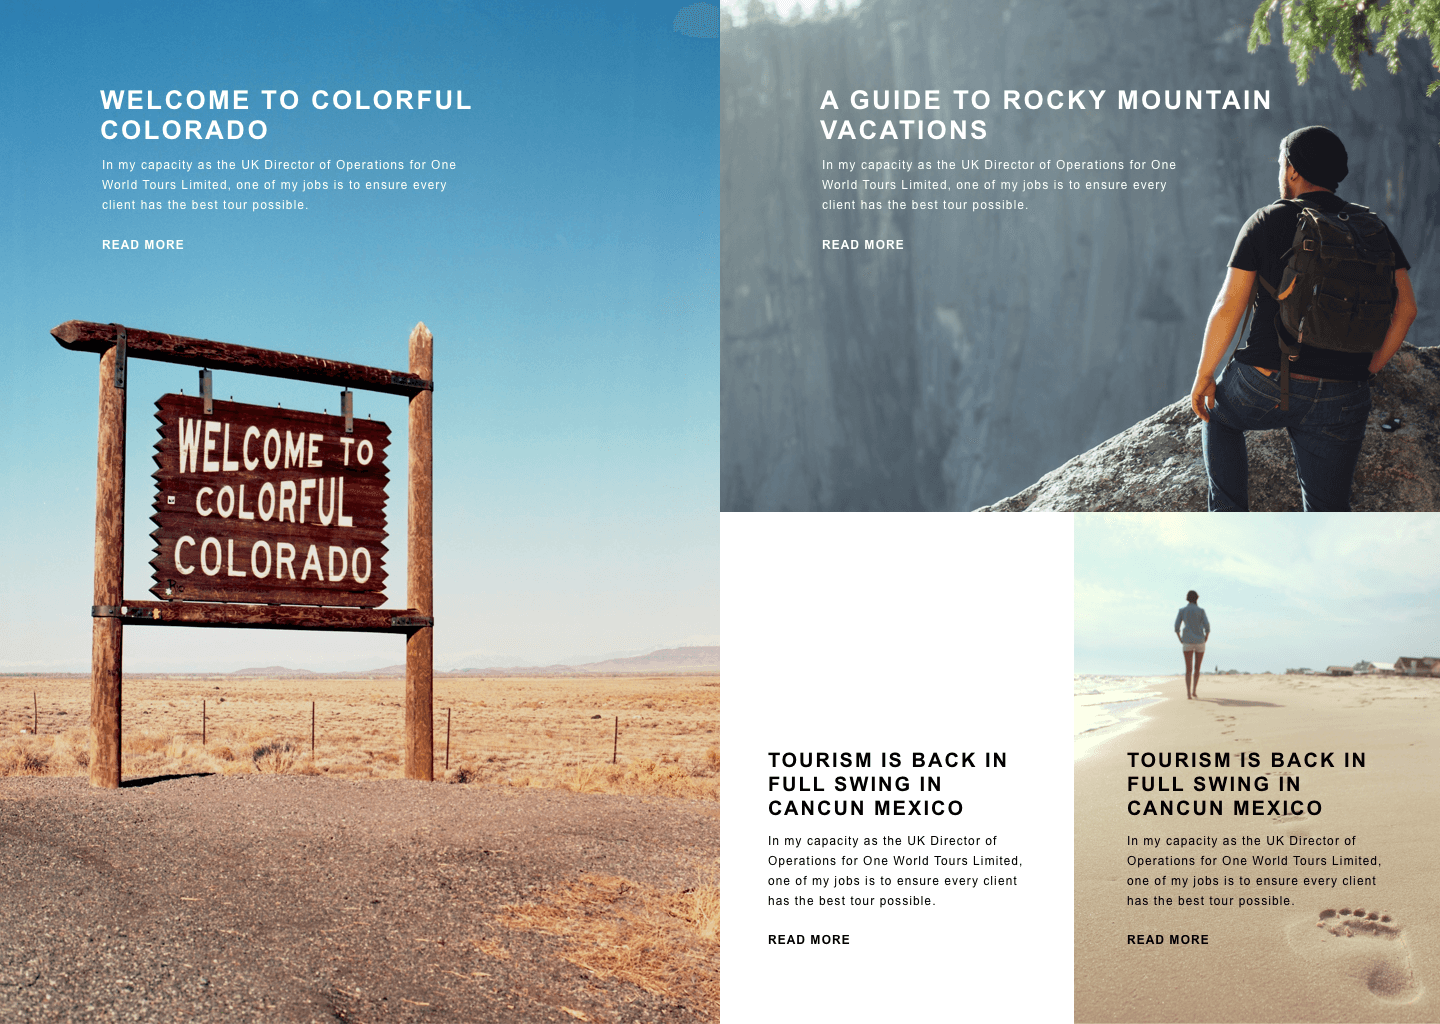 WELCOME TO COLORFUL
COLORADO
In my capacity as the UK Director of Operations for One
World Tours Limited, one of my jobs is to ensure every
client has the best tour possible.
READ MORE
WELCOME TO
COLORFUL
COLORADO
A GUIDE TO ROCKY MOUNTAIN
VACATIONS
In my capacity as the UK Director of Operations for One
World Tours Limited, one of my jobs is to ensure every
client has the best tour possible.
READ MORE
TOURISM IS BACK IN
FULL SWING IN
CANCUN MEXICO
In my capacity as the UK Director of
Operations for One World Tours Limited,
one of my jobs is to ensure every client
has the best tour possible.
READ MORE
TOURISM IS BACK IN
FULL SWING IN
CANCUN MEXICO
In my capacity as the UK Director of
Operations for One World Tours Limited,
one of my jobs is to ensure every client
has the best tour possible.
READ MORE